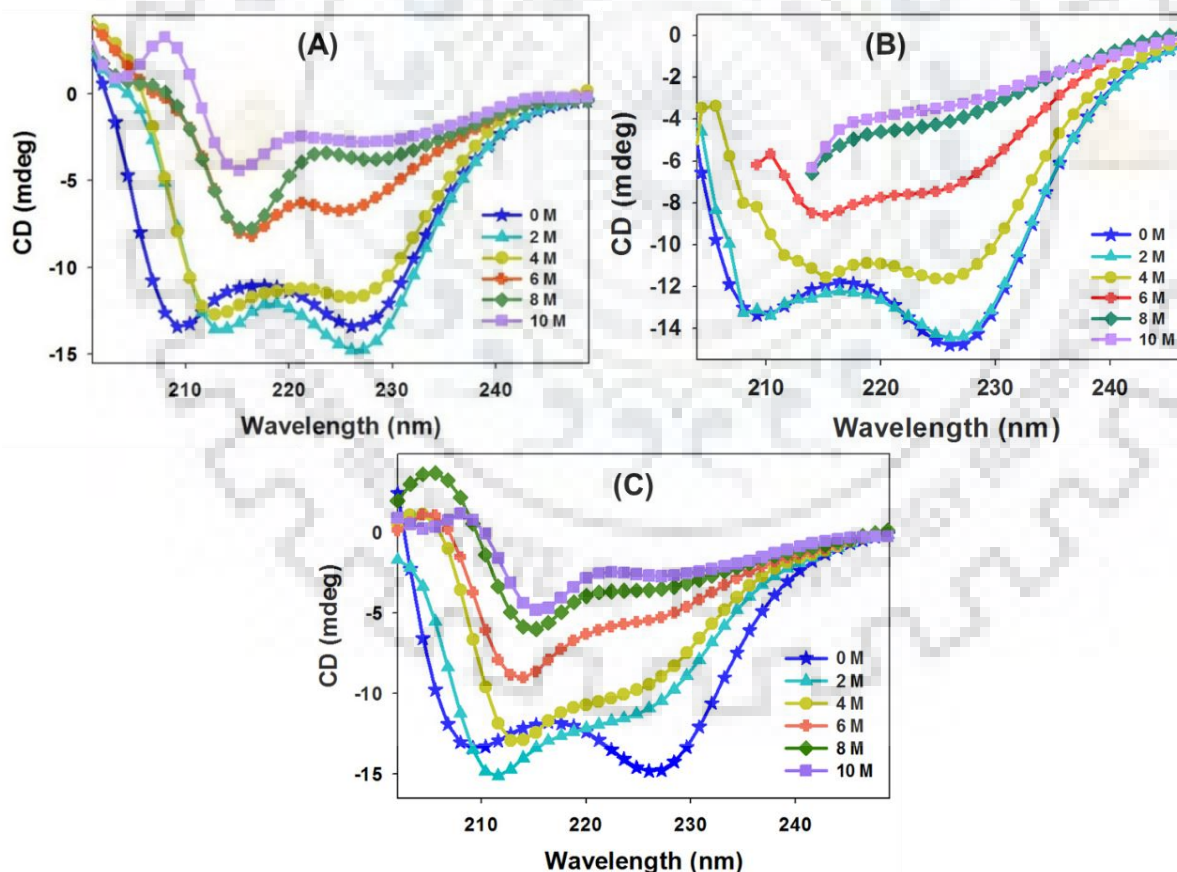 (A)
0
-5
-10
-15
CD (mdeg)
210
220
230
240
Wavelength (nm)
0 M
2 M
4 M
6 M
8 M
10 M
(B)
0
-2
-4
-6
-8
-10
-12
-14
CD (mdeg)
210
220
230
240
Wavelength (nm)
0 M
2 M
4 M
6 M
8 M
10 M
(C)
0
-5
-10
-15
CD (mdeg)
210
220
230
240
Wavelength (nm)
0 M
2 M
4 M
6 M
8 M
10 M